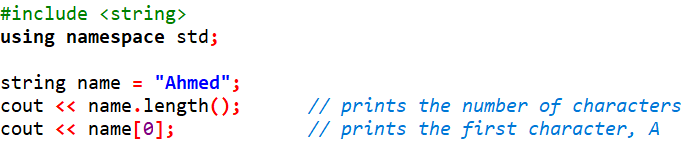 #include <string>
using namespace std;
string name = "Ahmed";
cout << name.length();      // prints the number of characters
cout << name[0];            // prints the first character, A